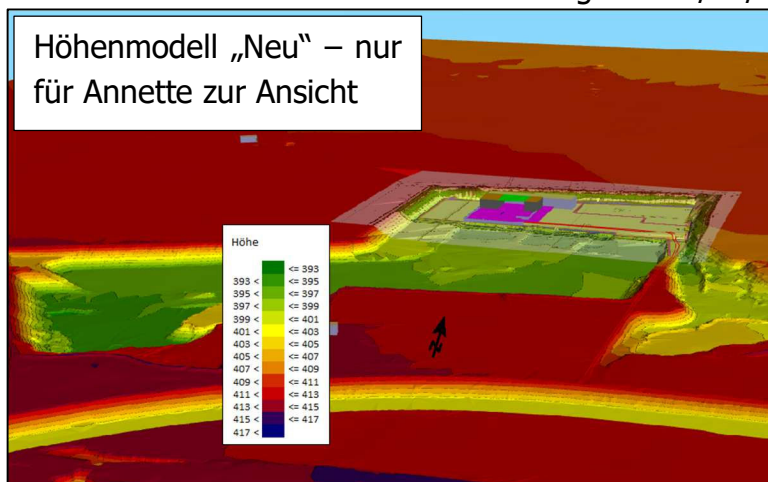 Höhenmodell „Neu“ – nur
für Annette zur Ansicht
Höhe
<= 393
393 < <= 395
395 < <= 397
397 < <= 399
399 < <= 401
401 < <= 403
403 < <= 405
405 < <= 407
407 < <= 409
409 < <= 411
411 < <= 413
413 < <= 415
415 < <= 417
417 <